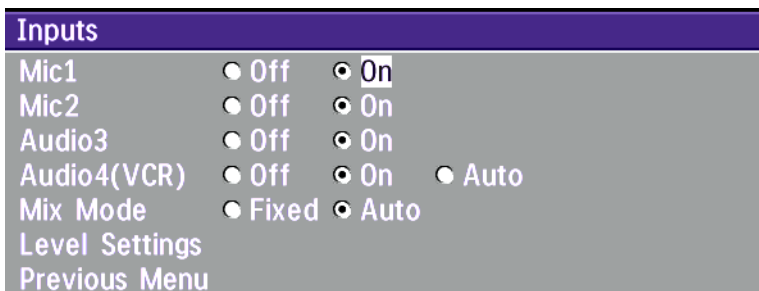 Inputs
Mic1 Off On
Mic2 Off On
Audio3 Off On
Audio4(VCR) Off On Auto
Mix Mode Fixed Auto
Level Settings
Previous Menu